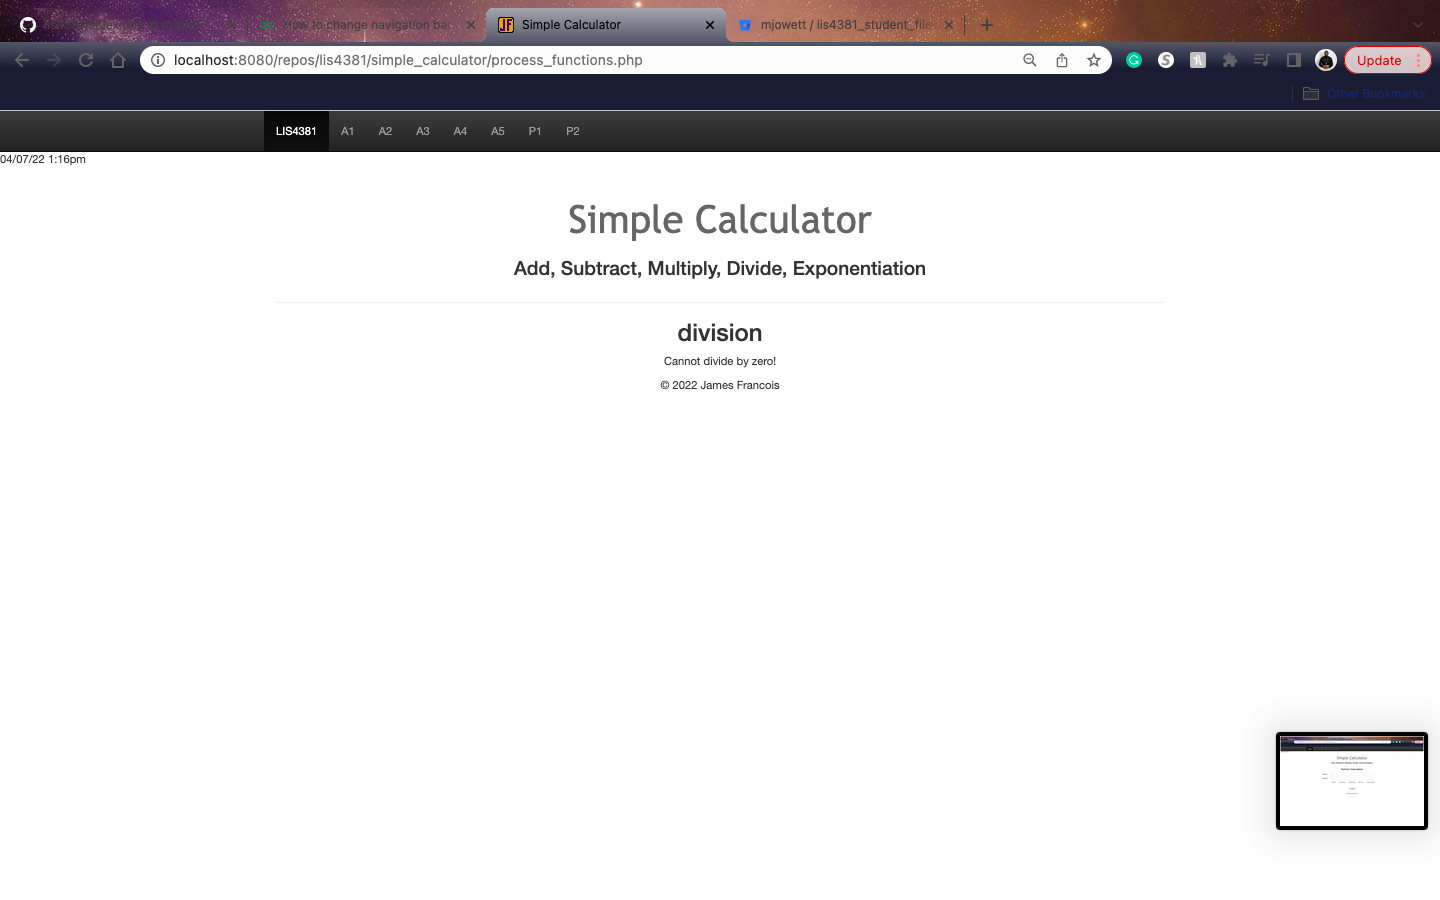 How to change navigation bar
Simple Calculator
mjowett / lis4381_student_file
localhost:8080/repos/lis4381/simple_calculator/process_functions.php
Update
Other Bookmarks
LIS4381 A1 A2 A3 A4 A5 P1 P2
04/07/22 1:16pm
Simple Calculator
Add, Subtract, Multiply, Divide, Exponentiation
division
Cannot divide by zero!
© 2022 James Francois
Simple Calculator